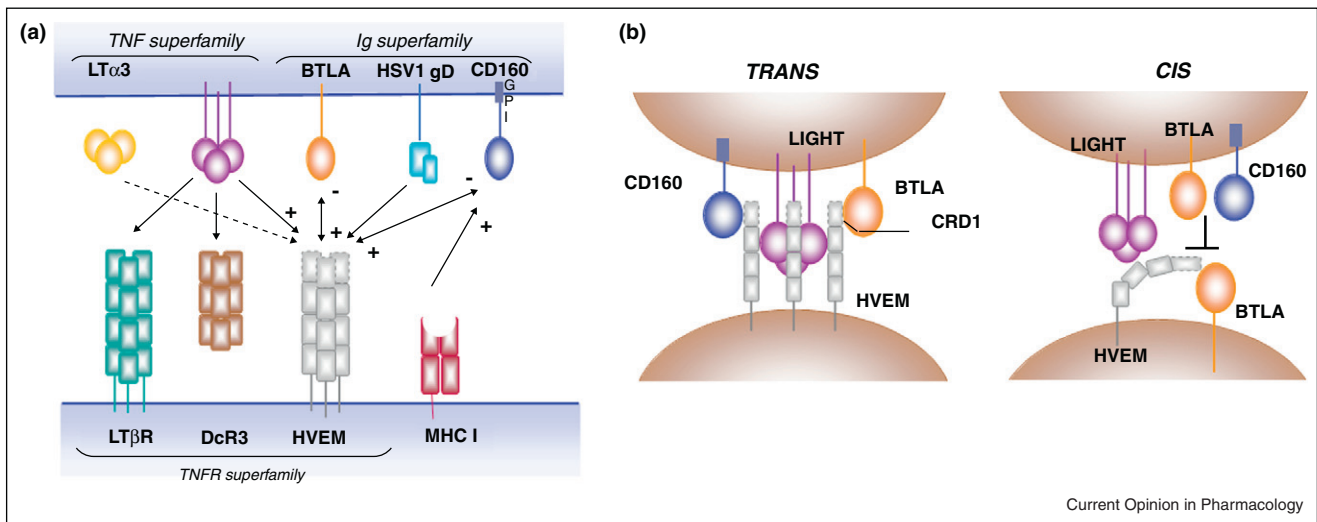 (a)
TNF superfamily
Ig superfamily
LTα3
BTLA
HSV1 gD
CD160
G
P
I
-
-
+
+
+
+
LTβR
DcR3
HVEM
MHC I
TNFR superfamily
(b)
TRANS
CIS
LIGHT
CD160
BTLA
CRD1
HVEM
BTLA
LIGHT
CD160
BTLA
HVEM
Current Opinion in Pharmacology